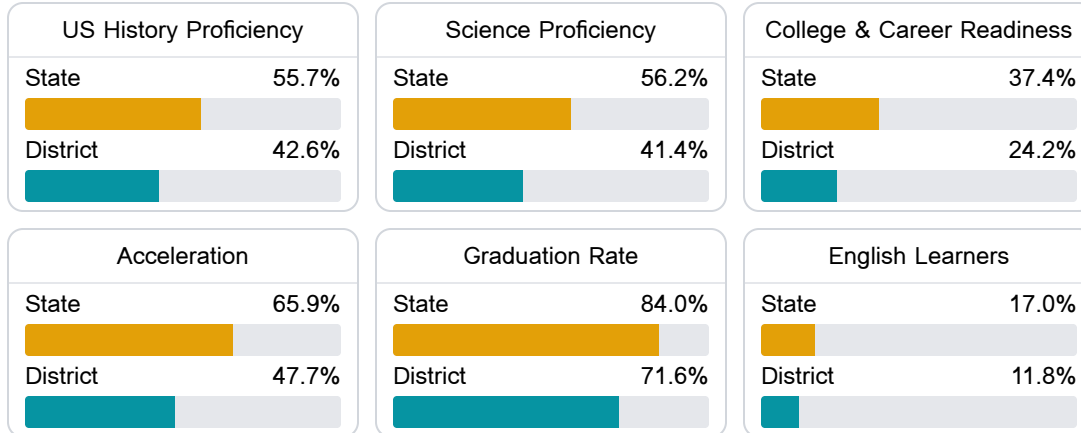 US History Proficiency
State 55.7%
District 42.6%
Science Proficiency
State 56.2%
District 41.4%
College & Career Readiness
State 37.4%
District 24.2%
Acceleration
State 65.9%
District 47.7%
Graduation Rate
State 84.0%
District 71.6%
English Learners
State 17.0%
District 11.8%